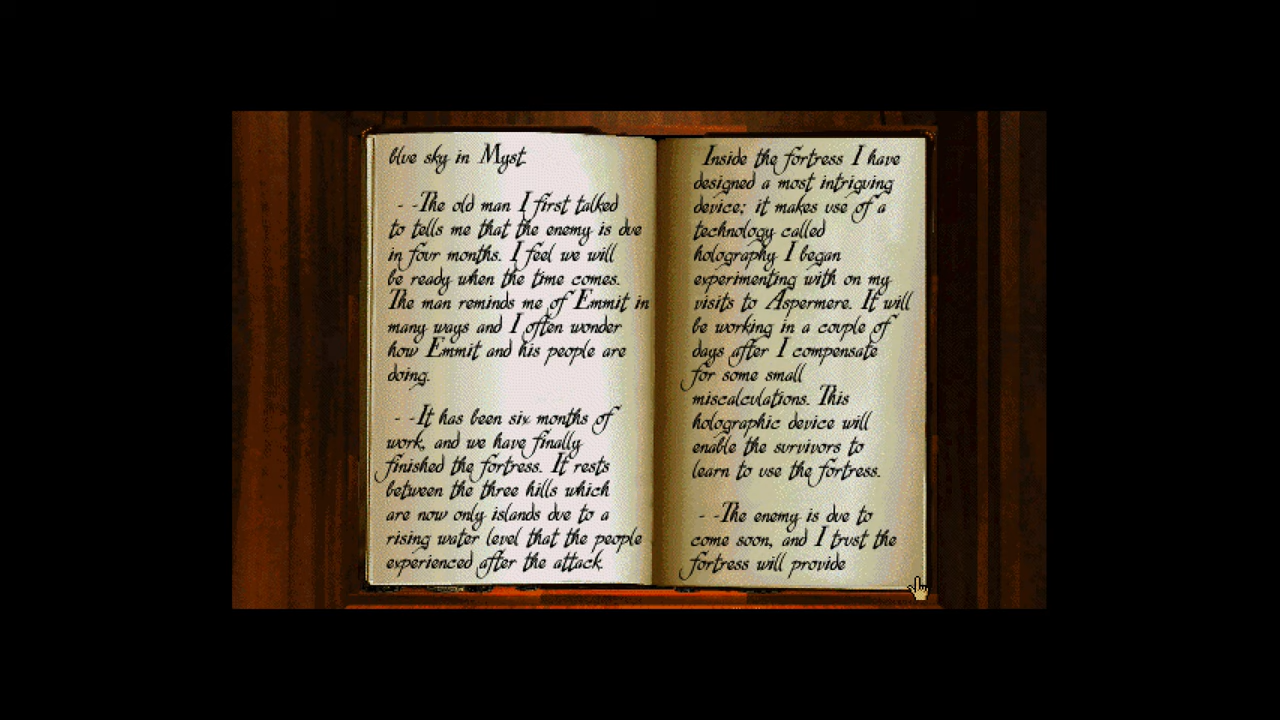 blue sky in Myst.
- -The old man I first talked
to tells me that the enemy is due
in four months. I feel we will
be ready when the time comes.
The man reminds me of Emmit in
many ways and I often wonder
how Emmit and his people are
doing.
- -It has been six months of
work, and we have finally
finished the fortress. It rests
between the three hills which
are now only islands due to a
rising water level that the people
experienced after the attack.
Inside the fortress I have
designed a most intriguing
device; it makes use of a
technology called
holography I began
experimenting with on my
visits to Aspermere. It will
be working in a couple of
days after I compensate
for some small
miscalculations. This
holographic device will
enable the survivors to
learn to use the fortress.
- -The enemy is due to
come soon, and I trust the
fortress will provide